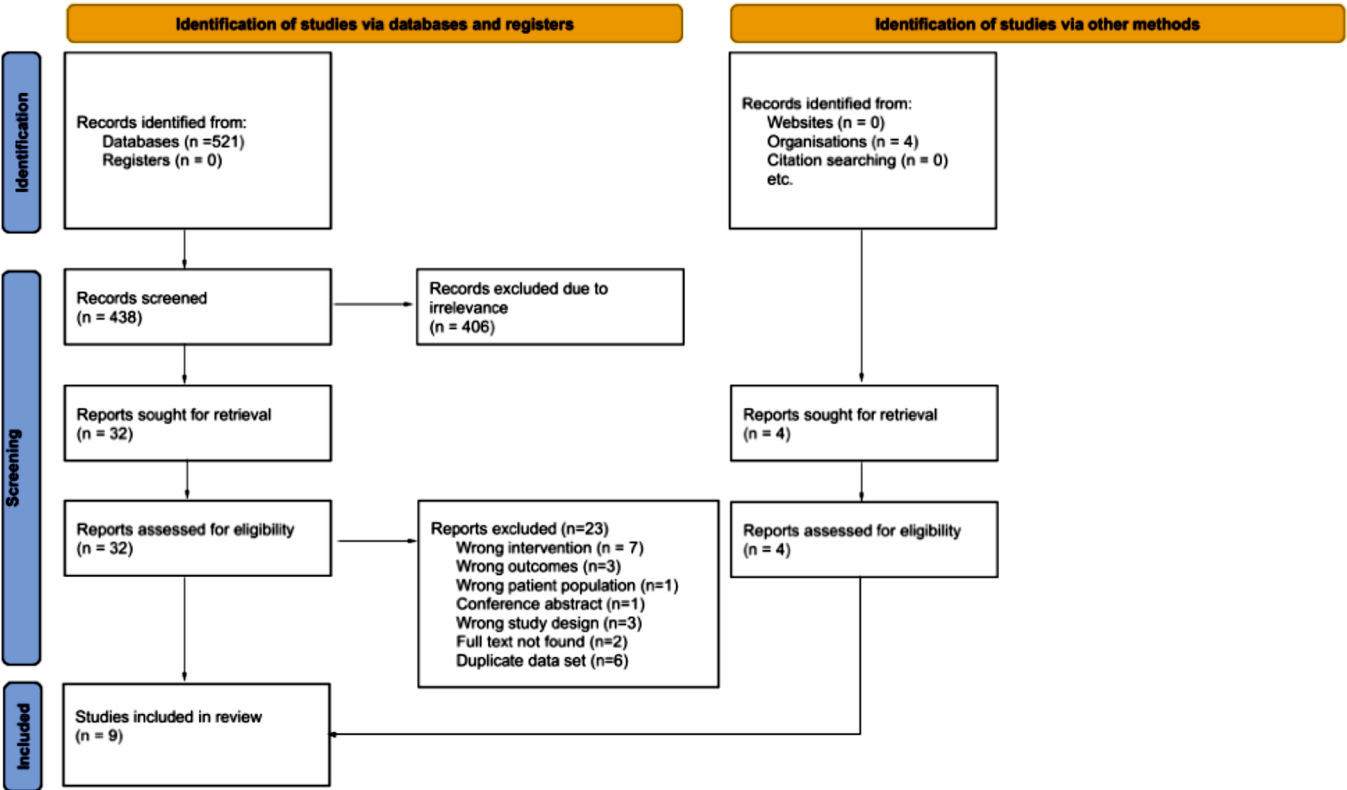 Identification of studies via databases and registers
Identification of studies via other methods
Identification
Records identified from:
Databases (n =521)
Registers (n = 0)
Records identified from:
Websites (n = 0)
Organisations (n = 4)
Citation searching (n = 0)
etc.
Screening
Records screened
(n = 438)
Records excluded due to
irrelevance
(n = 406)
Reports sought for retrieval
(n = 32)
Reports sought for retrieval
(n = 4)
Reports assessed for eligibility
(n = 32)
Reports excluded (n=23)
Wrong intervention (n = 7)
Wrong outcomes (n=3)
Wrong patient population (n=1)
Conference abstract (n=1)
Wrong study design (n=3)
Full text not found (n=2)
Duplicate data set (n=6)
Reports assessed for eligibility
(n = 4)
Included
Studies included in review
(n = 9)